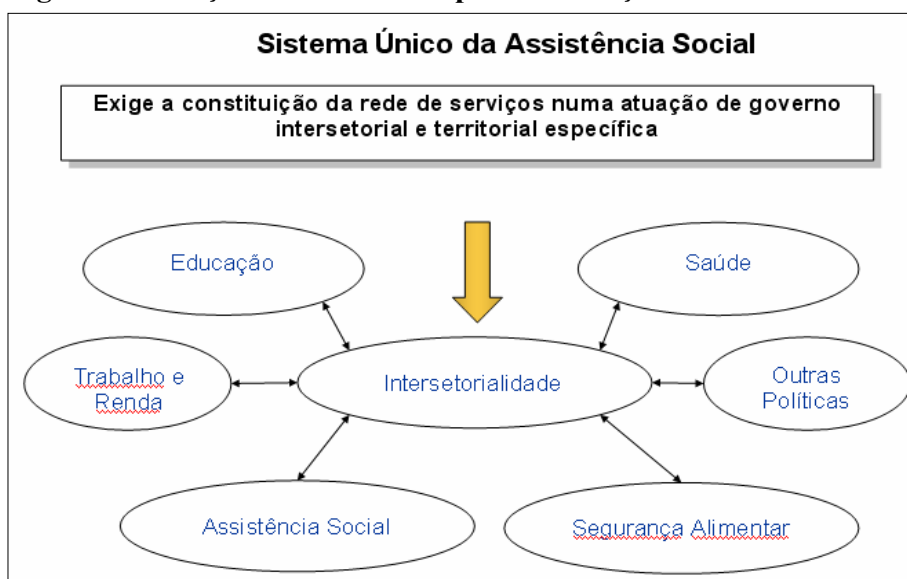 Sistema Único da Assistência Social
Exige a constituição da rede de serviços numa atuação de governo
intersetorial e territorial específica
Educação
Saúde
Trabalho e
Renda
Intersetorialidade
Outras
Políticas
Assistência Social
Segurança Alimentar